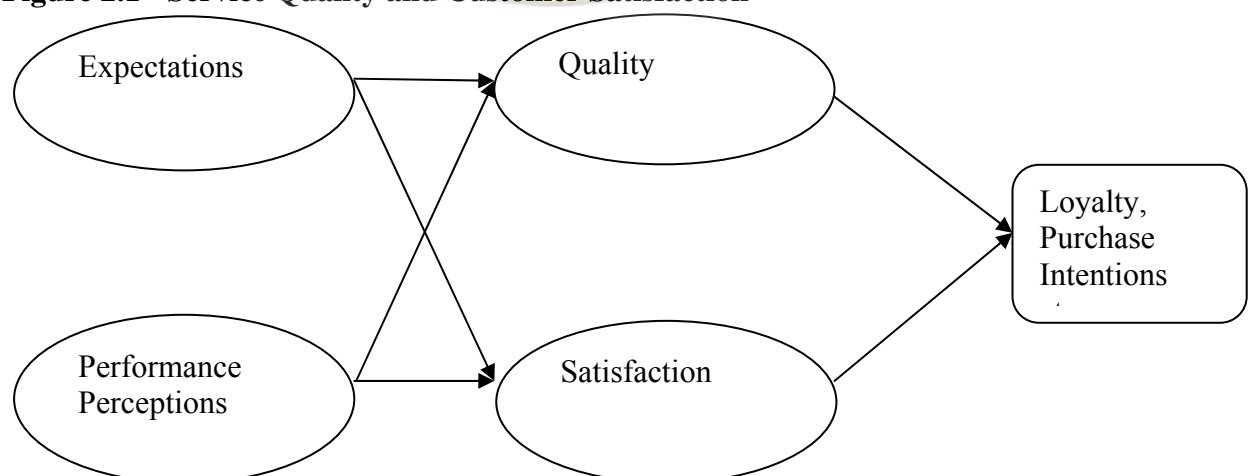 Service Quality and Customer Satisfaction
Expectations
Quality
Loyalty,
Purchase
Intentions
Performance
Perceptions
Satisfaction